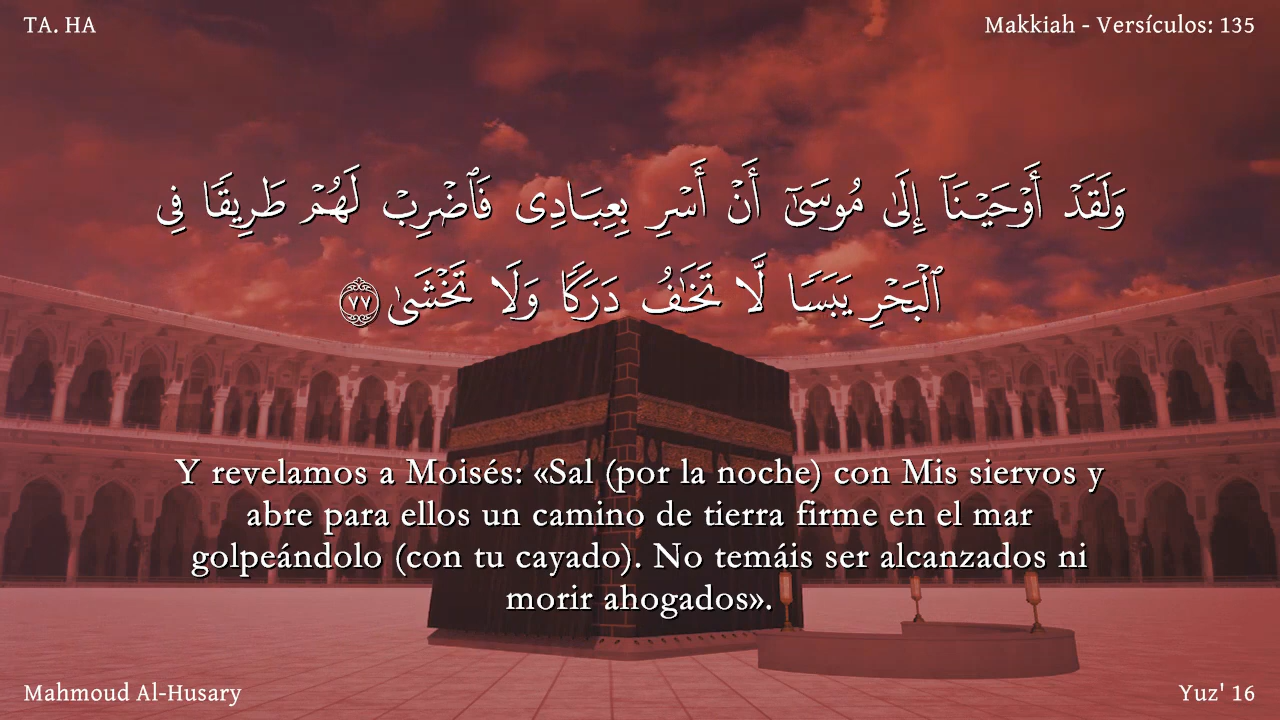 TA. HA
Makkiah - Versículos: 135
وَلَقَدْ أَوْحَيْنَآ إِلَىٰ مُوسَىٰٓ أَنْ أَسْرِ بِعِبَادِى فَٱضْرِبْ لَهُمْ طَرِيقًا فِى
ٱلْبَحْرِ يَبَسًا لَّا تَخَـٰفُ دَرَكًا وَلَا تَخْشَىٰ ٧٧
Y revelamos a Moisés: «Sal (por la noche) con Mis siervos y
abre para ellos un camino de tierra firme en el mar
golpeándolo (con tu cayado). No temáis ser alcanzados ni
morir ahogados».
Mahmoud Al-Husary
Yuz' 16